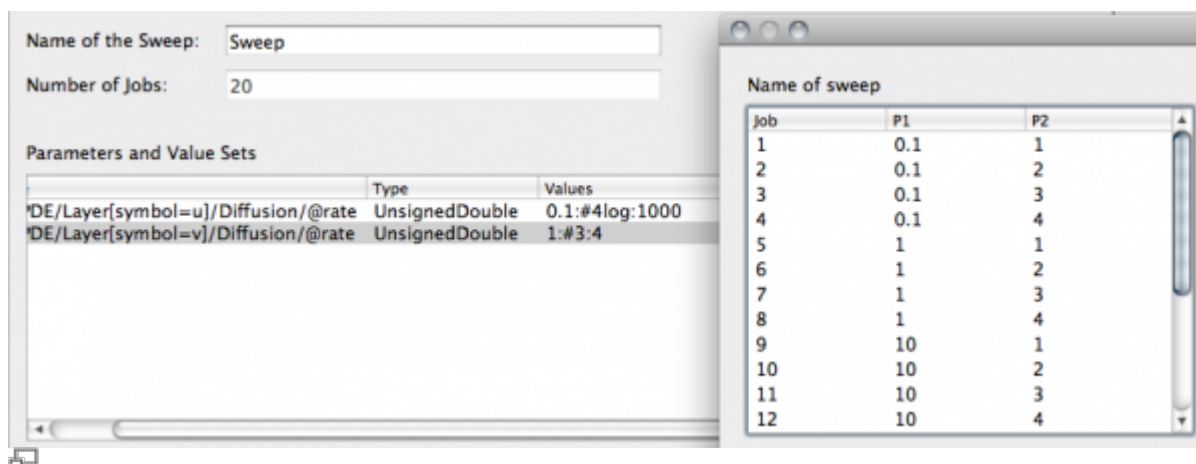 Name of the Sweep: Sweep
Number of Jobs: 20
Parameters and Value Sets
Type Values
DE/Layer[symbol=u]/Diffusion/@rate UnsignedDouble 0.1:#4log:1000
DE/Layer[symbol=v]/Diffusion/@rate UnsignedDouble 1:#3:4
Name of sweep
Job P1 P2
1 0.1 1
2 0.1 2
3 0.1 3
4 0.1 4
5 1 1
6 1 2
7 1 3
8 1 4
9 10 1
10 10 2
11 10 3
12 10 4